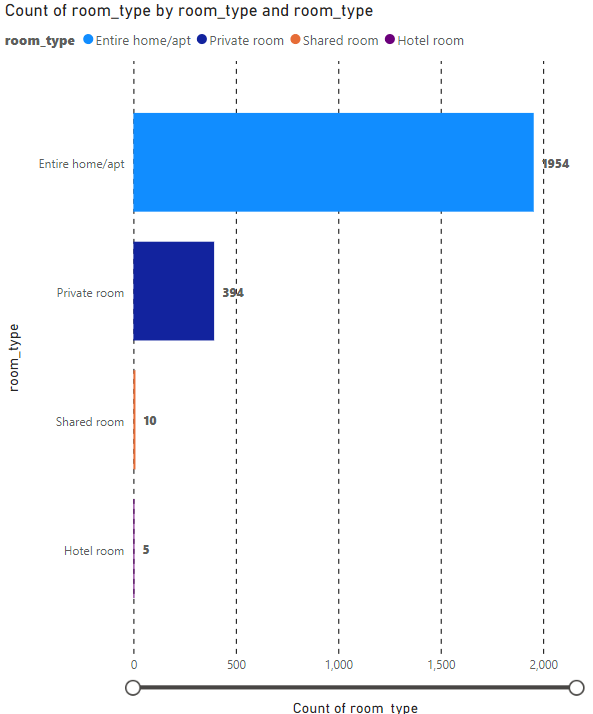 Count of room_type by room_type and room_type
room_type Entire home/apt Private room Shared room Hotel room
Entire home/apt 1954
Private room 394
Shared room 10
Hotel room 5
room_type
0 500 1,000 1,500 2,000
Count of room_type